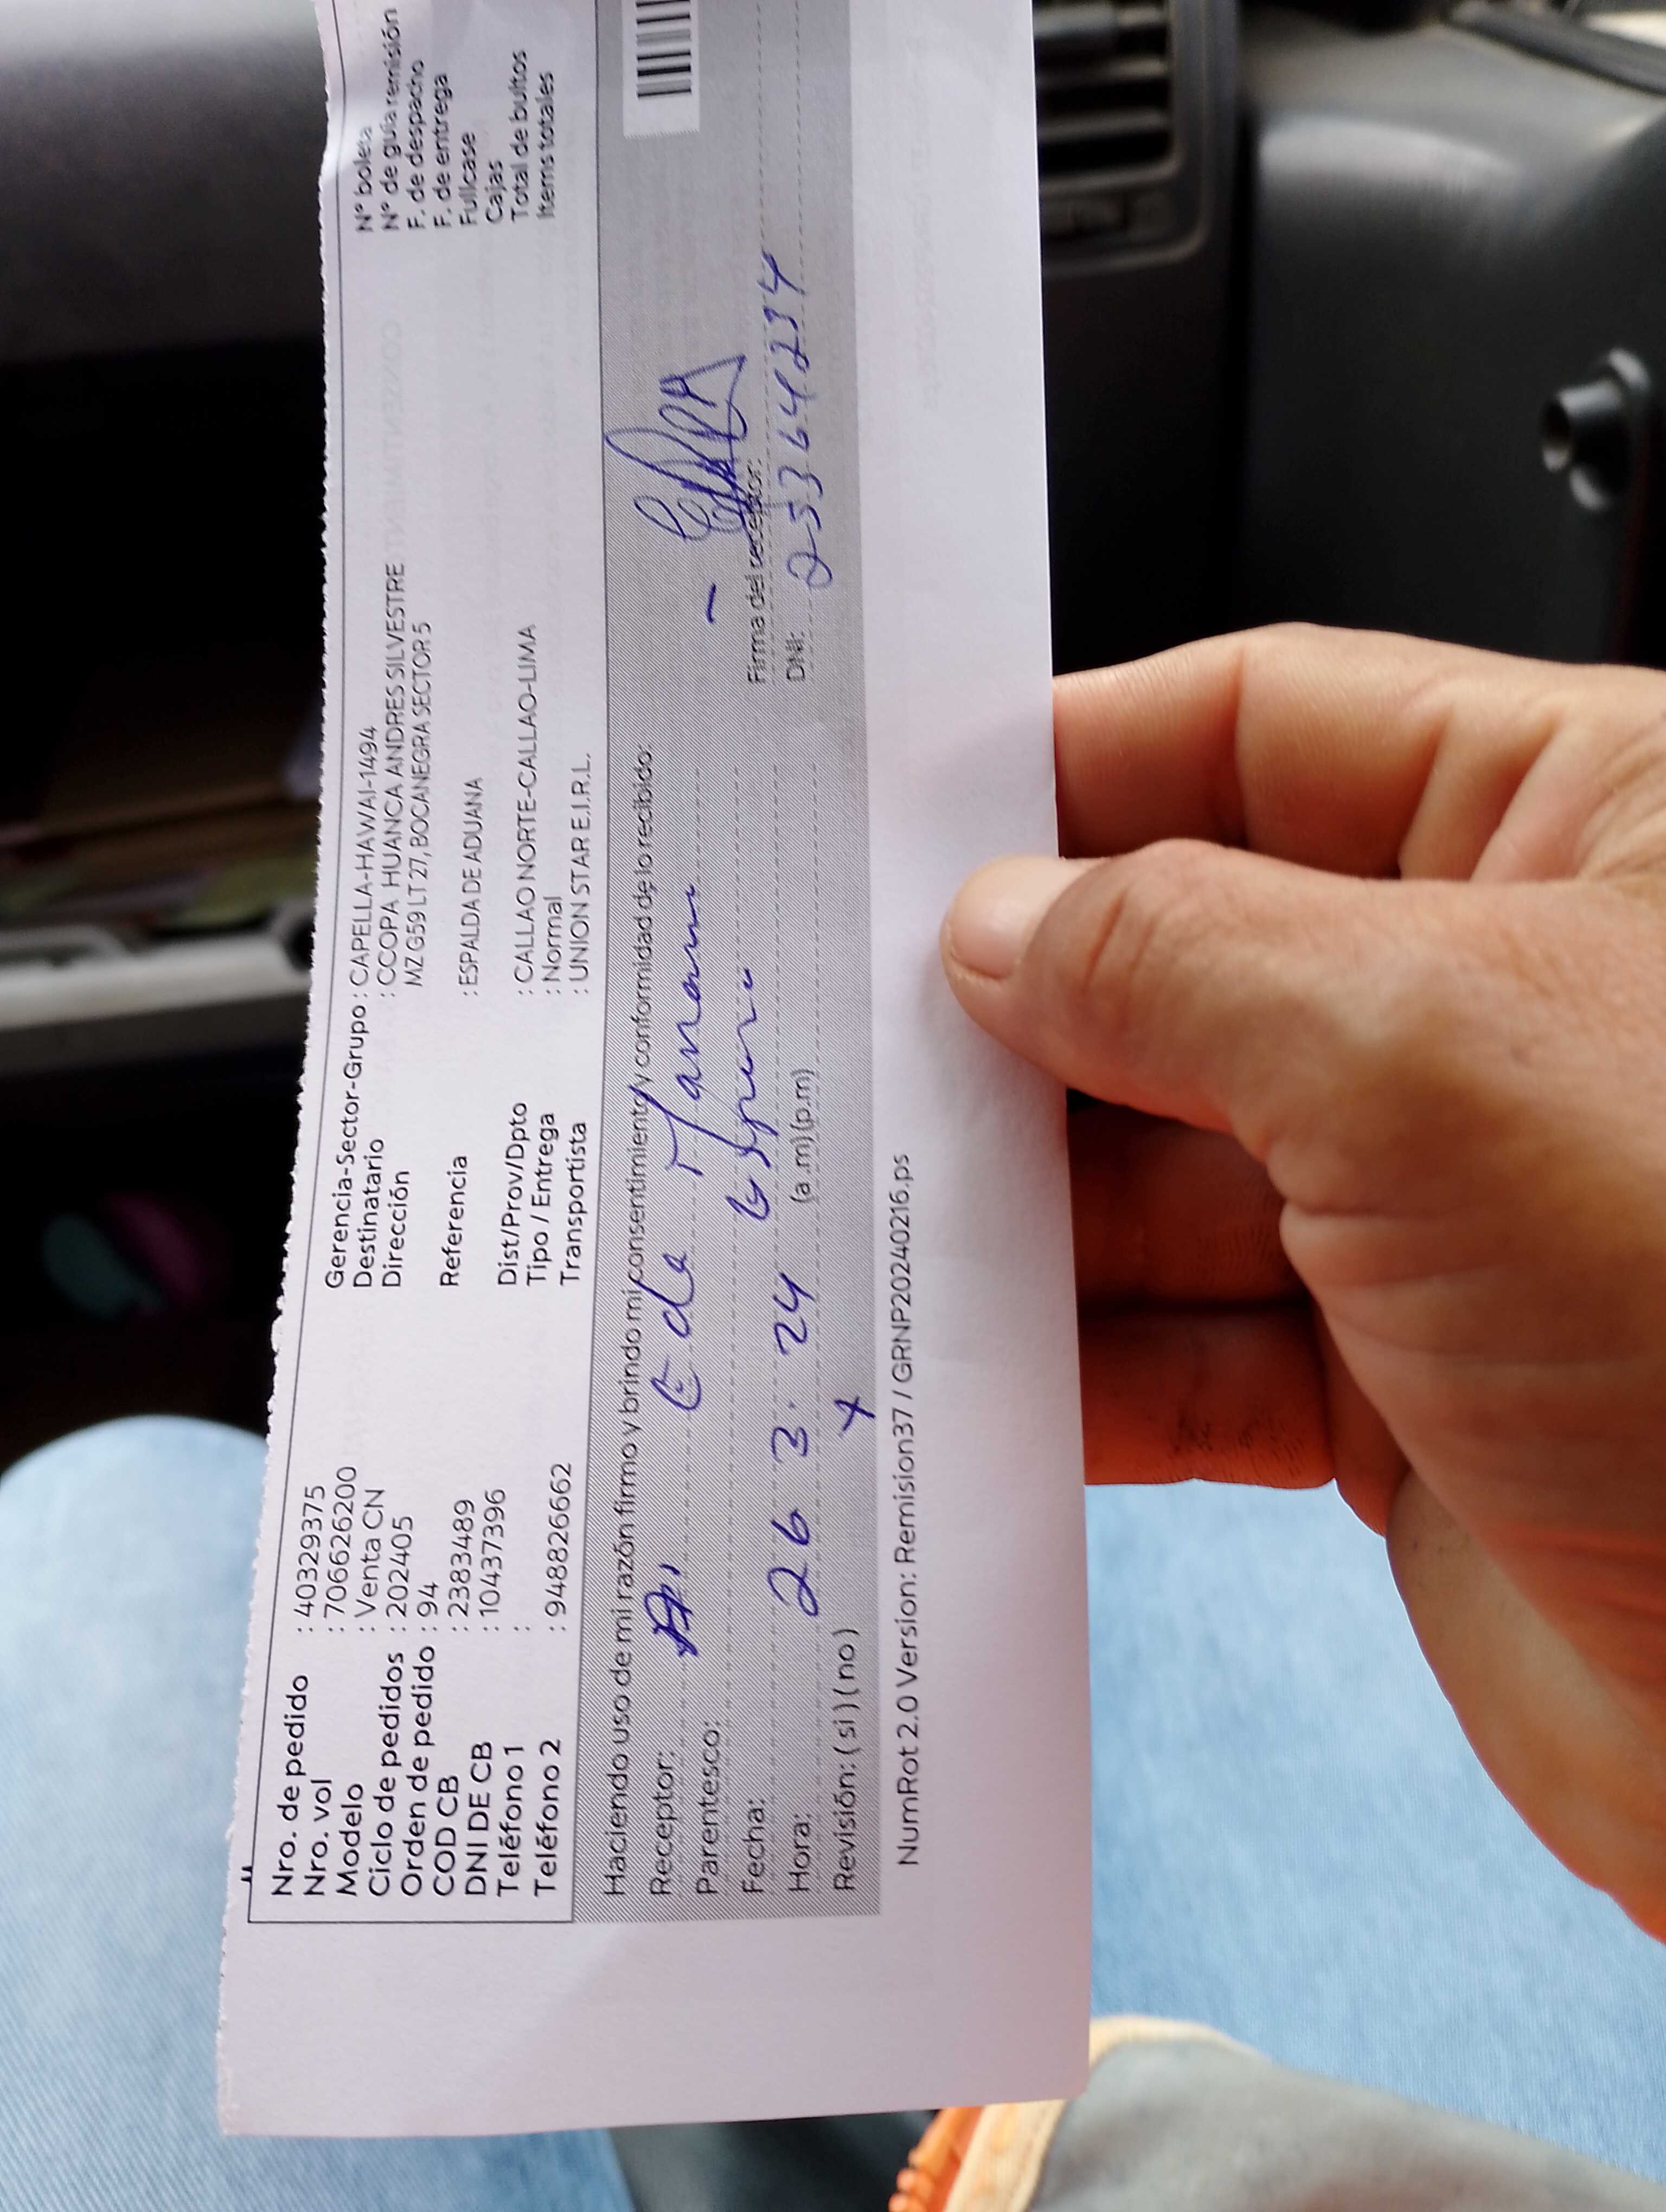 Nro. de pedido : 40329375
Nro. vol : 7066626200
Modelo : Venta CN
Ciclo de pedidos : 202405
Orden de pedido : 94
COD CB : 2383489
DNI DE CB : 10437396
Teléfono 1 :
Teléfono 2 : 948826662
Gerencia-Sector-Grupo : CAPELLA-HAWAI-1494
Destinatario : CCOPA HUANCA ANDRES SILVESTRE
Dirección MZ G59 LT 27, BOCANEGRA SECTOR 5
Referencia : ESPALDA DE ADUANA
Dist/Prov/Dpto : CALLAO NORTE-CALLAO-LIMA
Tipo / Entrega : Normal
Transportista : UNION STAR E.I.R.L.
N° boleta
N° de guía remisión
F. de despacho
F. de entrega
Fullcase
Cajas
Total de bultos
Items totales
Haciendo uso de mi razón firmo y brindo mi consentimiento y conformidad de lo recibido:
Receptor: Eda Mamani
Parentesco: Esposa
Fecha: 26 3. 24
Hora: (a.m)(p.m)
Revisión: (si)(no) x
Firma del receptor:
DNI: 25364234
NumRot 2.0 Version: Remision37 / GRNP20240216.ps